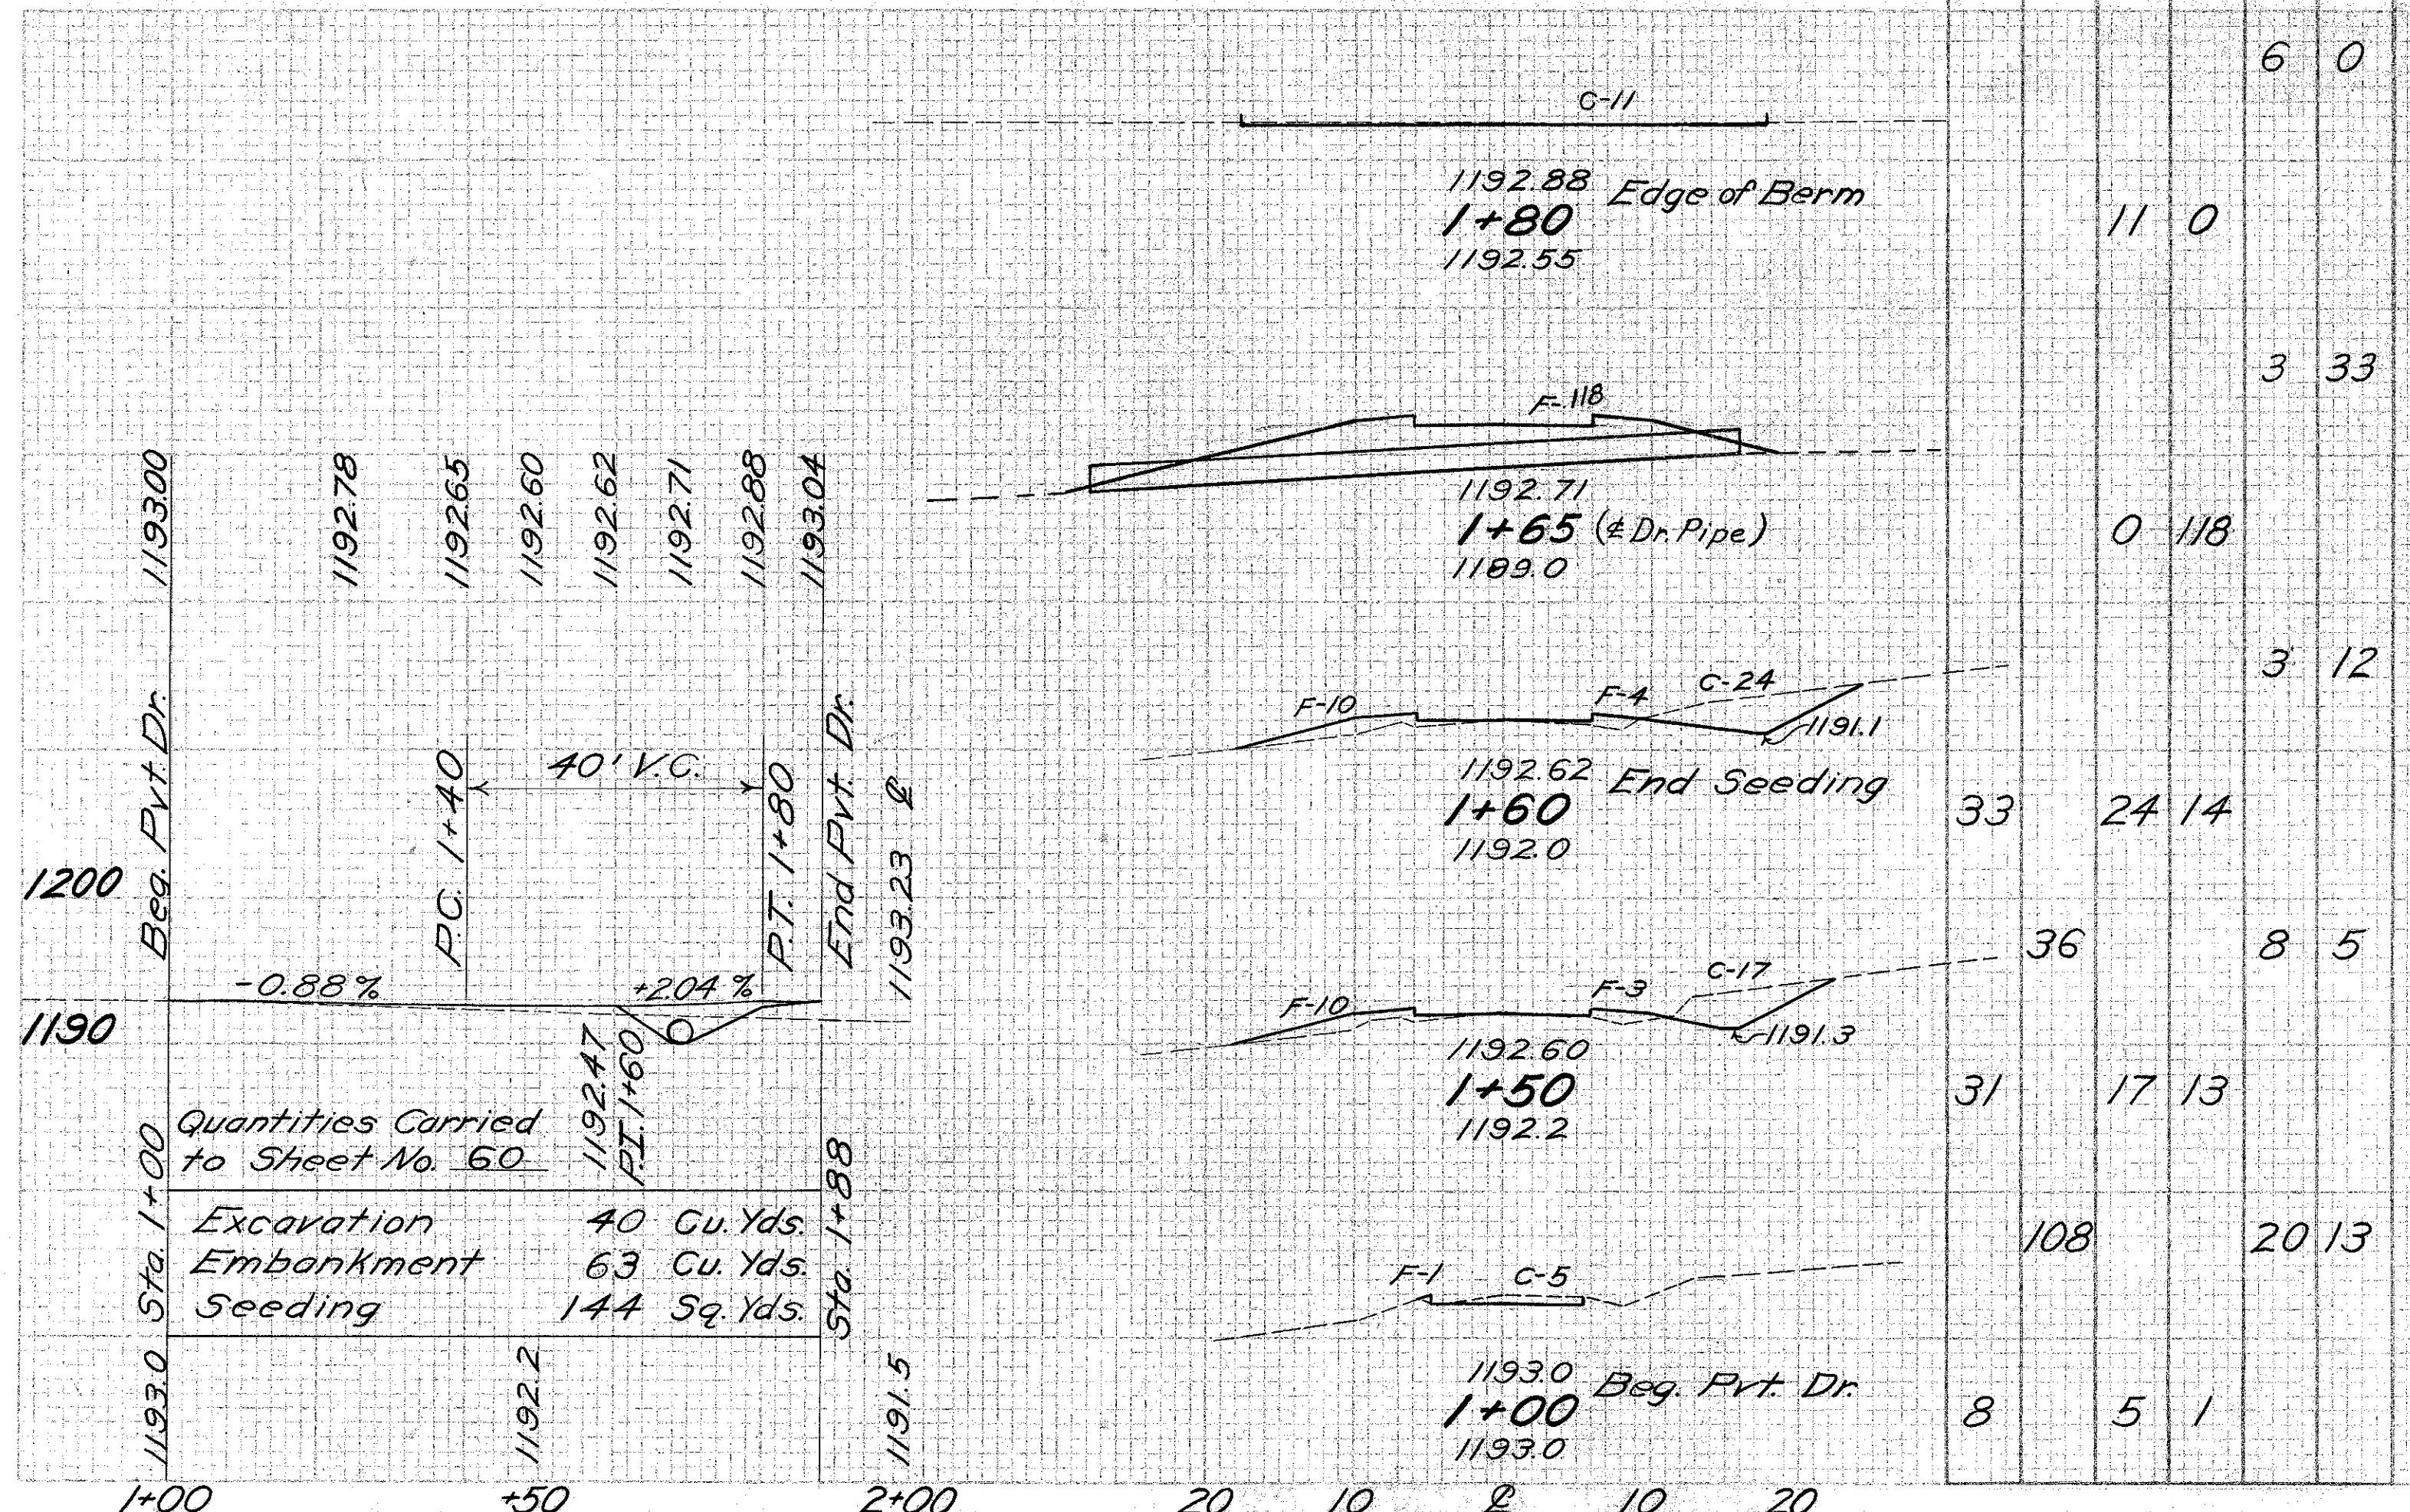 6 0
C-11
1192.88 Edge of Berm
1+80
1192.55
11 0
3 33
F-118
1192.71
1+65 (℄ Dr. Pipe)
1189.0
0 118
3 12
F-10 F-4 C-24
1191.1
1192.62 End Seeding
1+60
1192.0
33 24 14
36 8 5
F-10 F-3 C-17
1191.3
1192.60
1+50
1192.2
31 17 13
108 20 13
F-1 C-5
1193.0 Beg. Pvt. Dr.
1+00
1193.0
8 5 1
20 10 ℄ 10 20
1193.00
1192.78
1192.65
1192.60
1192.62
1192.71
1192.88
1193.04
Beg. Pvt. Dr.
P.C. 1+40
40' V.C.
P.T. 1+80
End Pvt. Dr.
1193.23 ℄
1200
-0.88%
+2.04%
1190
1192.47
P.I. 1+60
Quantities Carried
to Sheet No. 60
Sta. 1+00
Sta. 1+88
Excavation 40 Cu. Yds.
Embankment 63 Cu. Yds.
Seeding 144 Sq. Yds.
1193.0
1192.2
1191.5
1+00 +50 2+00